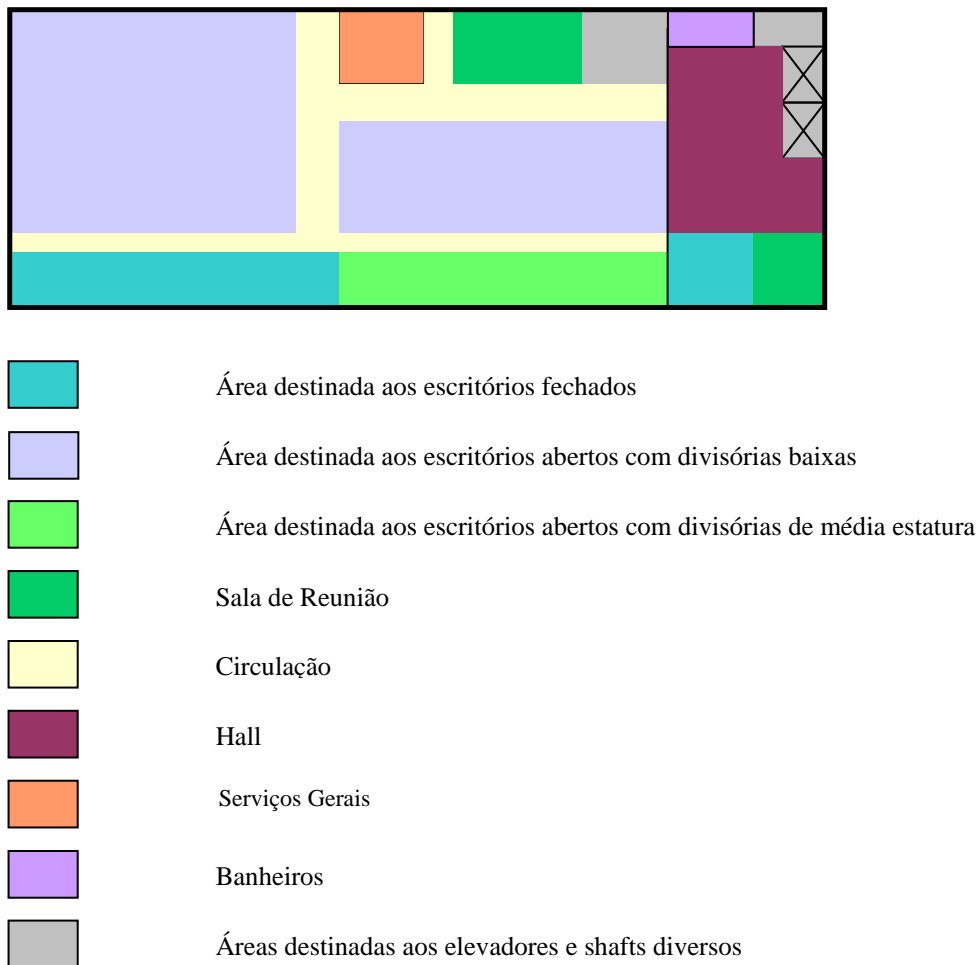 Área destinada aos escritórios fechados
Área destinada aos escritórios abertos com divisórias baixas
Área destinada aos escritórios abertos com divisórias de média estatura
Sala de Reunião
Circulação
Hall
Serviços Gerais
Banheiros
Áreas destinadas aos elevadores e shafts diversos